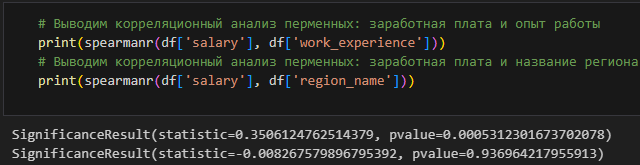 # Выводим корреляционный анализ перменных: заработная плата и опыт работы
print(spearmanr(df['salary'], df['work_experience']))
# Выводим корреляционный анализ перменных: заработная плата и название региона
print(spearmanr(df['salary'], df['region_name']))
SignificanceResult(statistic=0.3506124762514379, pvalue=0.0005312301673702078)
SignificanceResult(statistic=-0.008267579896795392, pvalue=0.936964217955913)